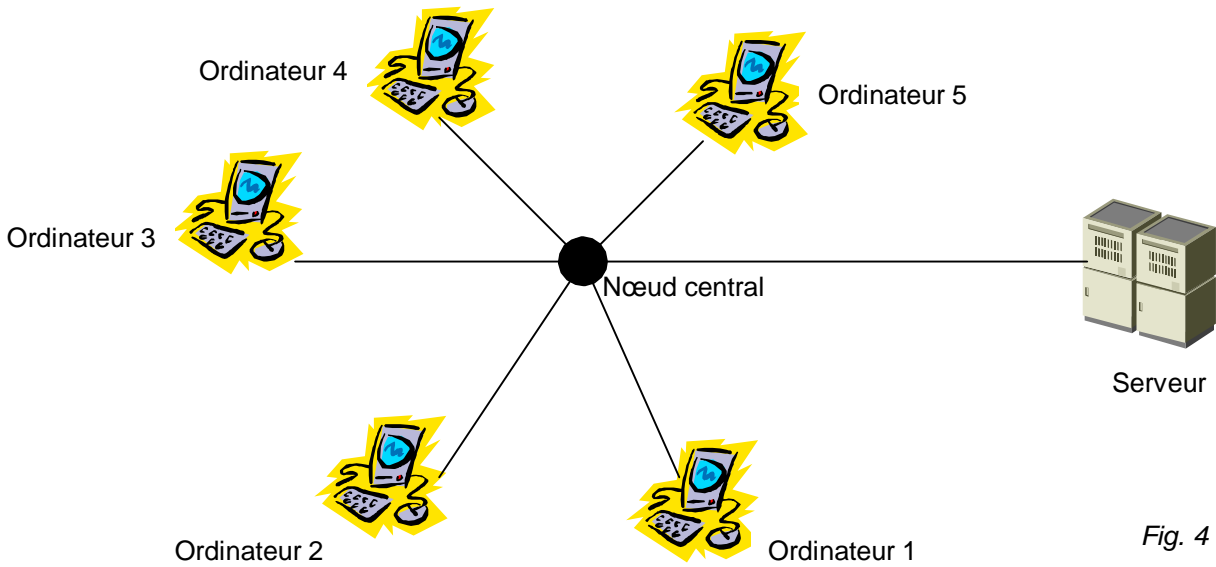 Ordinateur 4
Ordinateur 5
Ordinateur 3
Nœud central
Serveur
Ordinateur 2
Ordinateur 1
Fig. 4